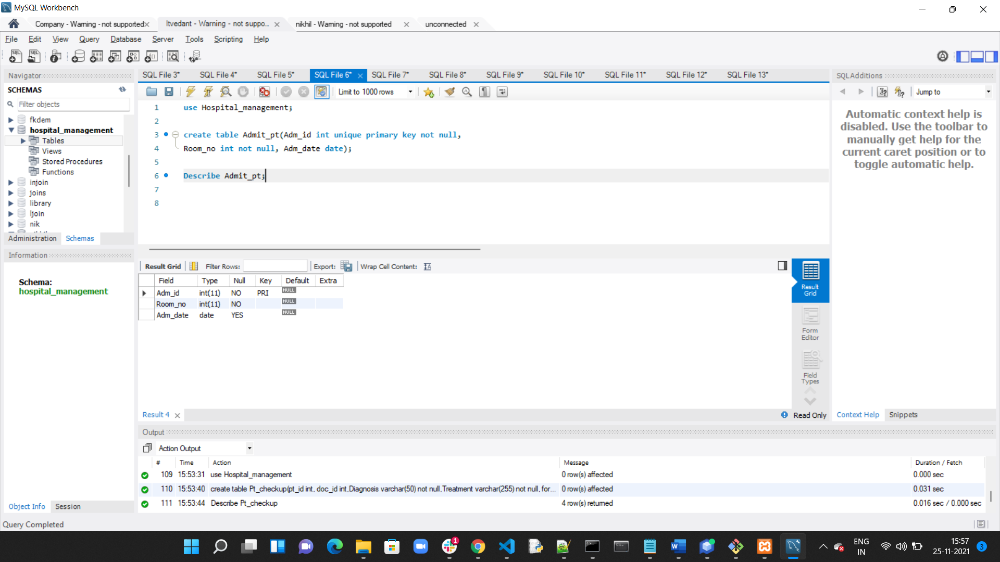 MySQL Workbench
Company - Warning - not supported
Itvedant - Warning - not suppo...
nikhil - Warning - not supported
unconnected
File Edit View Query Database Server Tools Scripting Help
Navigator
SCHEMAS
Filter objects
fkdem
hospital_management
Tables
Views
Stored Procedures
Functions
injoin
joins
library
ljoin
nik
Administration Schemas
Information
Schema:
hospital_management
Object Info Session
Query Completed
SQL File 3* SQL File 4* SQL File 5* SQL File 6* SQL File 7* SQL File 8* SQL File 9* SQL File 10* SQL File 11* SQL File 12* SQL File 13*
Limit to 1000 rows
1 use Hospital_management;
2
3 create table Admit_pt(Adm_id int unique primary key not null,
4 Room_no int not null, Adm_date date);
5
6 Describe Admit_pt;
7
8
Result Grid Filter Rows: Export: Wrap Cell Content:
Field Type Null Key Default Extra
Adm_id int(11) NO PRI NULL
Room_no int(11) NO NULL
Adm_date date YES NULL
Result Grid
Form Editor
Field Types
Result 4
Read Only
SQLAdditions
Jump to
Automatic context help is
disabled. Use the toolbar to
manually get help for the
current caret position or to
toggle automatic help.
Context Help Snippets
Output
Action Output
# Time Action Message Duration / Fetch
109 15:53:31 use Hospital_management 0 row(s) affected 0.000 sec
110 15:53:40 create table Pt_checkup(pt_id int, doc_id int,Diagnosis varchar(50) not null,Treatment varchar(255) not null, for... 0 row(s) affected 0.031 sec
111 15:53:44 Describe Pt_checkup 4 row(s) returned 0.016 sec / 0.000 sec
1
ENG
IN
15:57
25-11-2021
3